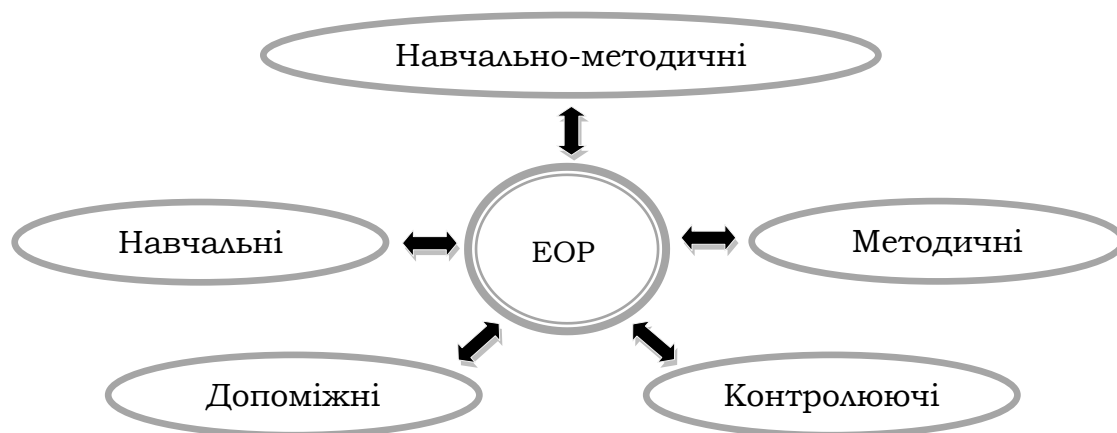 Навчально-методичні
Навчальні
ЕОР
Методичні
Допоміжні
Контролюючі